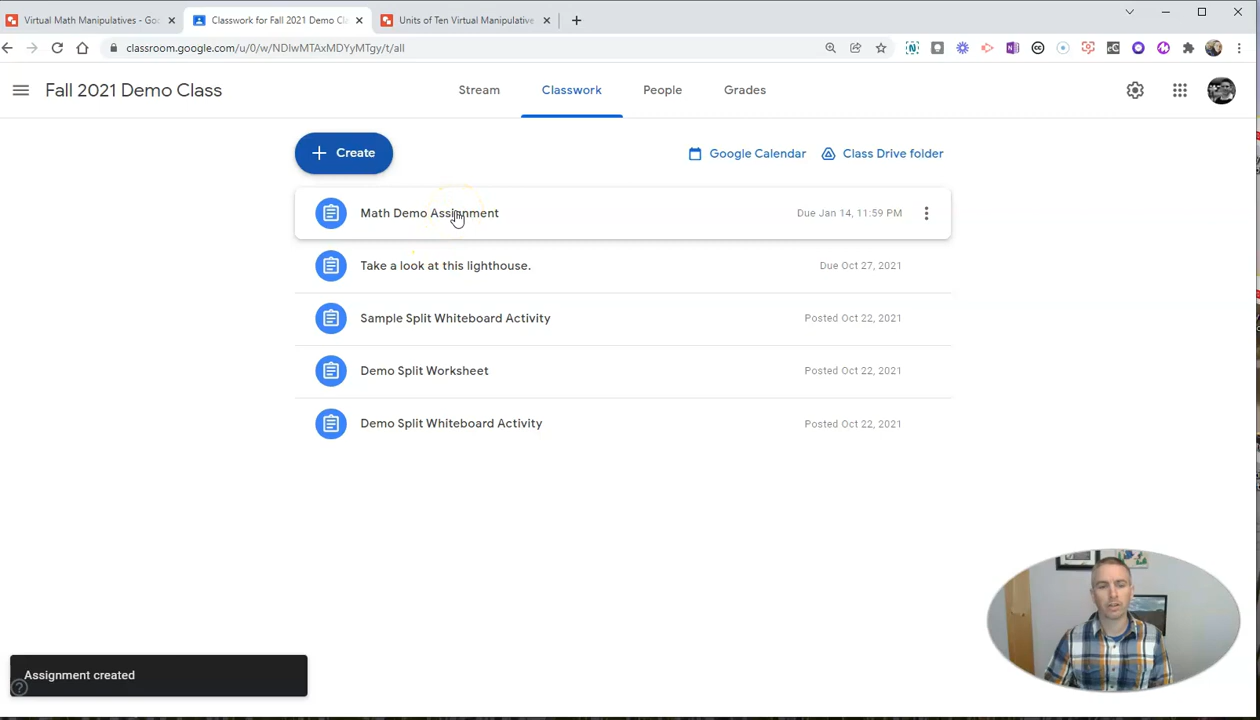 Virtual Math Manipulatives - Goo
Classwork for Fall 2021 Demo Cla
Units of Ten Virtual Manipulative
classroom.google.com/u/0/w/NDIwMTAxMDYyMTgy/t/all
Fall 2021 Demo Class
Stream
Classwork
People
Grades
Create
Google Calendar
Class Drive folder
Math Demo Assignment
Due Jan 14, 11:59 PM
Take a look at this lighthouse.
Due Oct 27, 2021
Sample Split Whiteboard Activity
Posted Oct 22, 2021
Demo Split Worksheet
Posted Oct 22, 2021
Demo Split Whiteboard Activity
Posted Oct 22, 2021
Assignment created